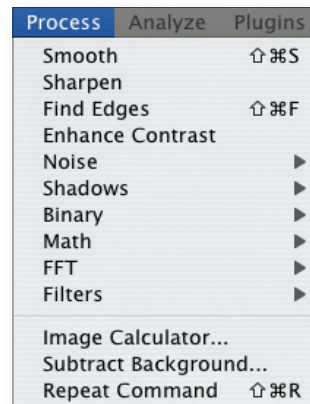 Process Analyze Plugins
Smooth ⇧⌘S
Sharpen
Find Edges ⇧⌘F
Enhance Contrast
Noise
Shadows
Binary
Math
FFT
Filters
Image Calculator...
Subtract Background...
Repeat Command ⇧⌘R